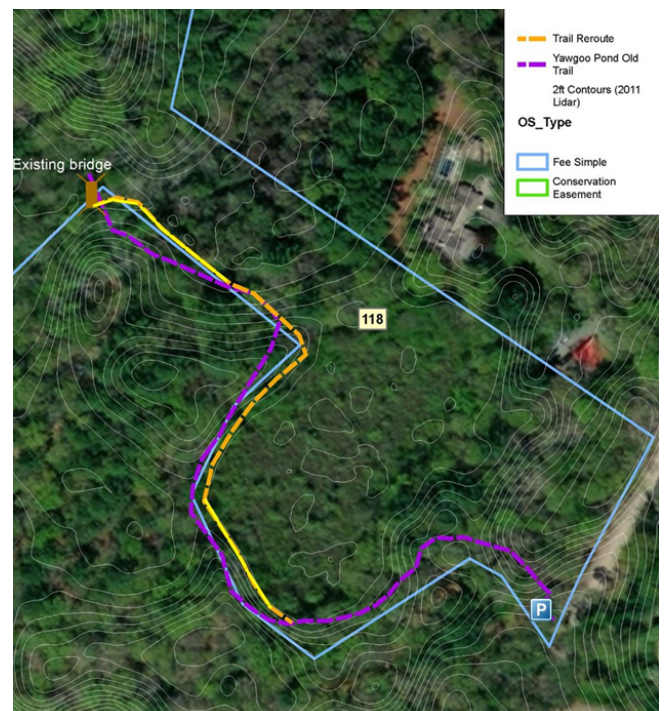 Trail Reroute
Yawgoo Pond Old
Trail
2ft Contours (2011
Lidar)
OS_Type
Fee Simple
Conservation
Easement
Existing bridge
118
P